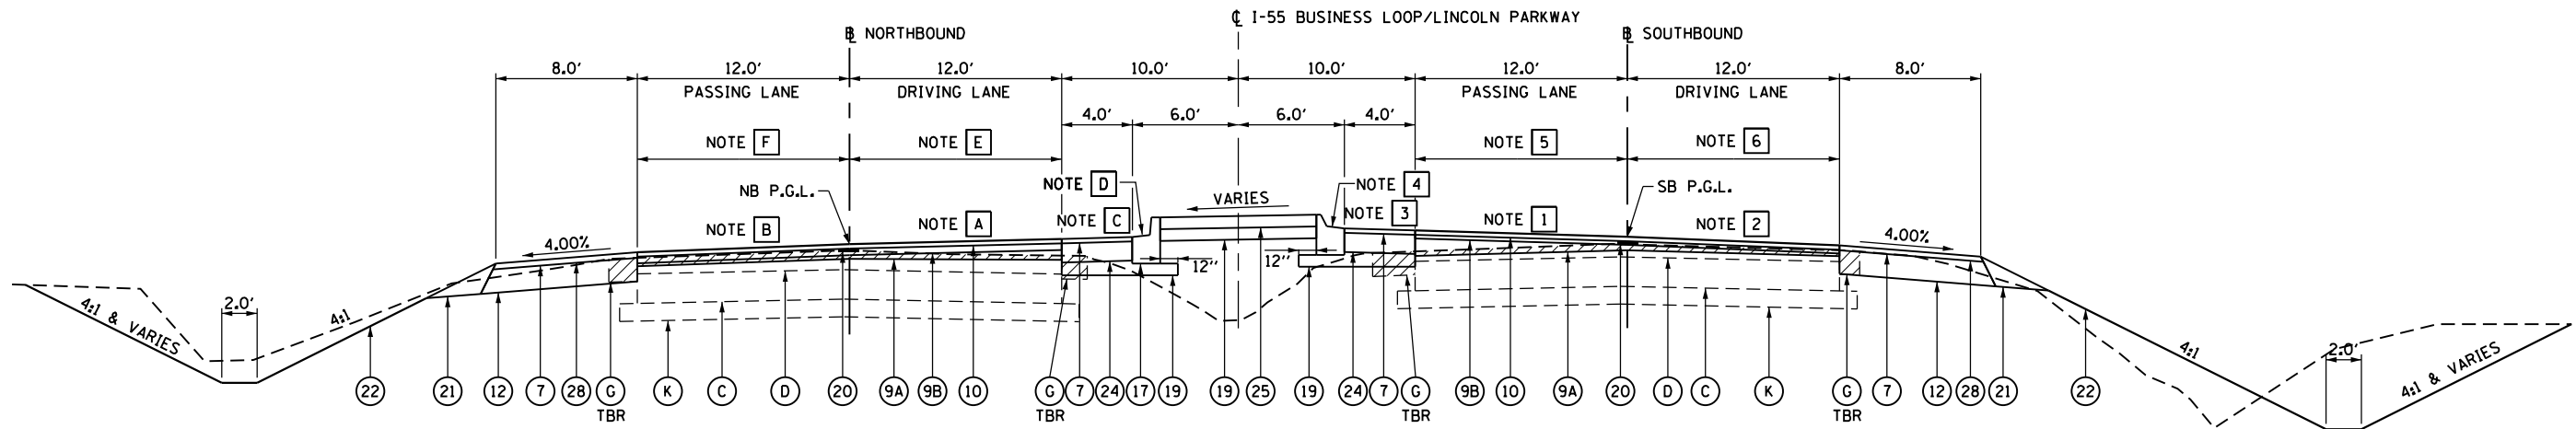 ℄ I-55 BUSINESS LOOP/LINCOLN PARKWAY
B NORTHBOUND
B SOUTHBOUND
8.0' 12.0' 12.0' 10.0' 10.0' 12.0' 12.0' 8.0'
PASSING LANE DRIVING LANE PASSING LANE DRIVING LANE
4.0' 6.0' 6.0' 4.0'
NOTE F NOTE E NOTE 5 NOTE 6
NB P.G.L. NOTE D VARIES NOTE 4 SB P.G.L.
NOTE B NOTE A NOTE C NOTE 3 NOTE 1 NOTE 2
4.00% 4.00%
12" 12"
4:1 & VARIES 2.0' 4:1 4:1 2.0' 4:1 & VARIES
22 21 12 7 28 G K C D 20 9A 9B 10 G 7 24 17 19 19 25 19 24 7 G 9B 10 9A 20 D C K G 7 12 28 21 22
TBR TBR TBR TBR